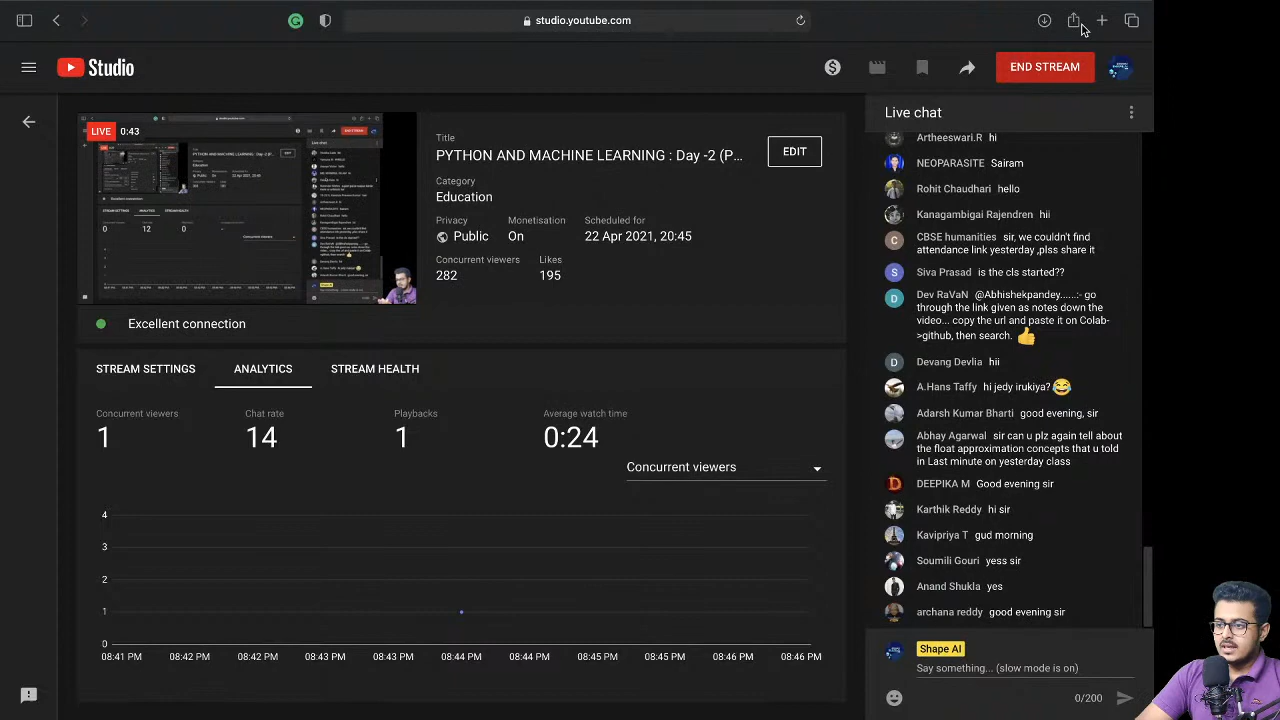 studio.youtube.com
Studio
END STREAM
LIVE 0:43
Title
PYTHON AND MACHINE LEARNING : Day -2 (P...
EDIT
Category
Education
Privacy
Monetisation
Scheduled for
Public
On
22 Apr 2021, 20:45
Concurrent viewers
Likes
282
195
Excellent connection
STREAM SETTINGS
ANALYTICS
STREAM HEALTH
Concurrent viewers
Chat rate
Playbacks
Average watch time
1
14
1
0:24
Concurrent viewers
4
3
2
1
0
08:41 PM
08:42 PM
08:42 PM
08:43 PM
08:43 PM
08:44 PM
08:44 PM
08:45 PM
08:45 PM
08:46 PM
08:46 PM
Live chat
Artheeswari.R hi
NEOPARASITE Sairam
Rohit Chaudhari hello
Kanagambigai Rajendren hii
C
CBSE humanities sir, we couldn't find
attendance link yesterday ,plss share it
S
Siva Prasad is the cls started??
D
Dev RaVaN @Abhishekpandey......:- go
through the link given as notes down the
video... copy the url and paste it on Colab-
>github, then search. 👍
D
Devang Devlia hii
A.Hans Taffy hi jedy irukiya?😂
Adarsh Kumar Bharti good evening, sir
Abhay Agarwal sir can u plz again tell about
the float approximation concepts that u told
in Last minute on yesterday class
DEEPIKA M Good evening sir
Karthik Reddy hi sir
Kavipriya T gud morning
Soumili Gouri yess sir
Anand Shukla yes
archana reddy good evening sir
Shape AI
Say something... (slow mode is on)
0/200